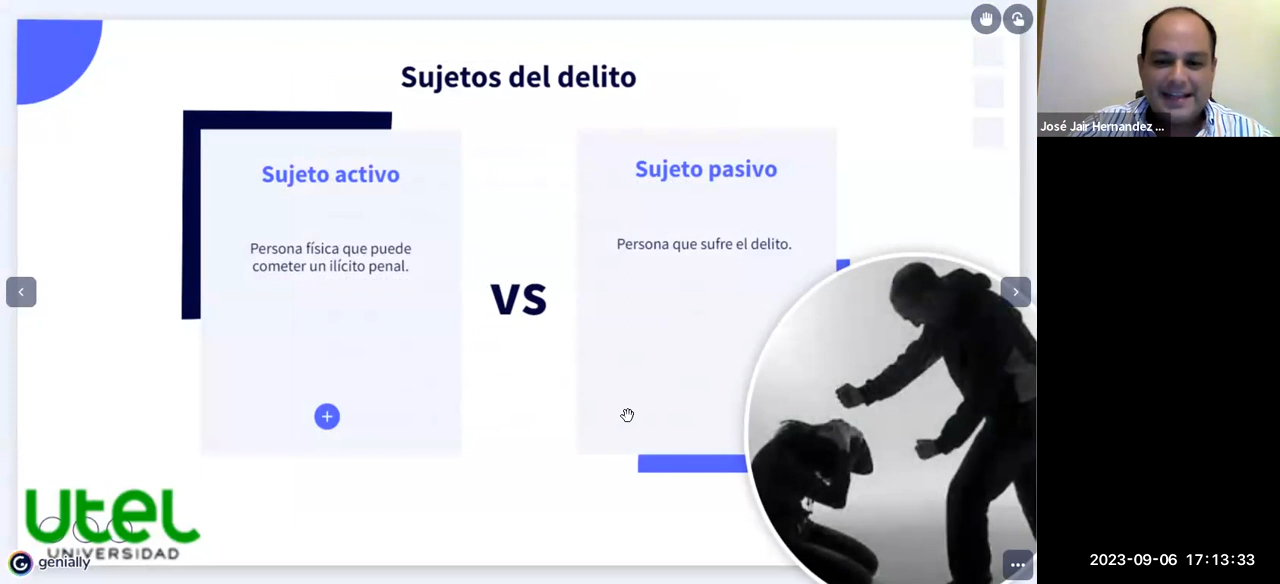 Sujetos del delito
Sujeto activo
Persona física que puede
cometer un ilícito penal.
VS
Sujeto pasivo
Persona que sufre el delito.
utel
UNIVERSIDAD
genially
José Jair Hernandez ...
2023-09-06 17:13:33